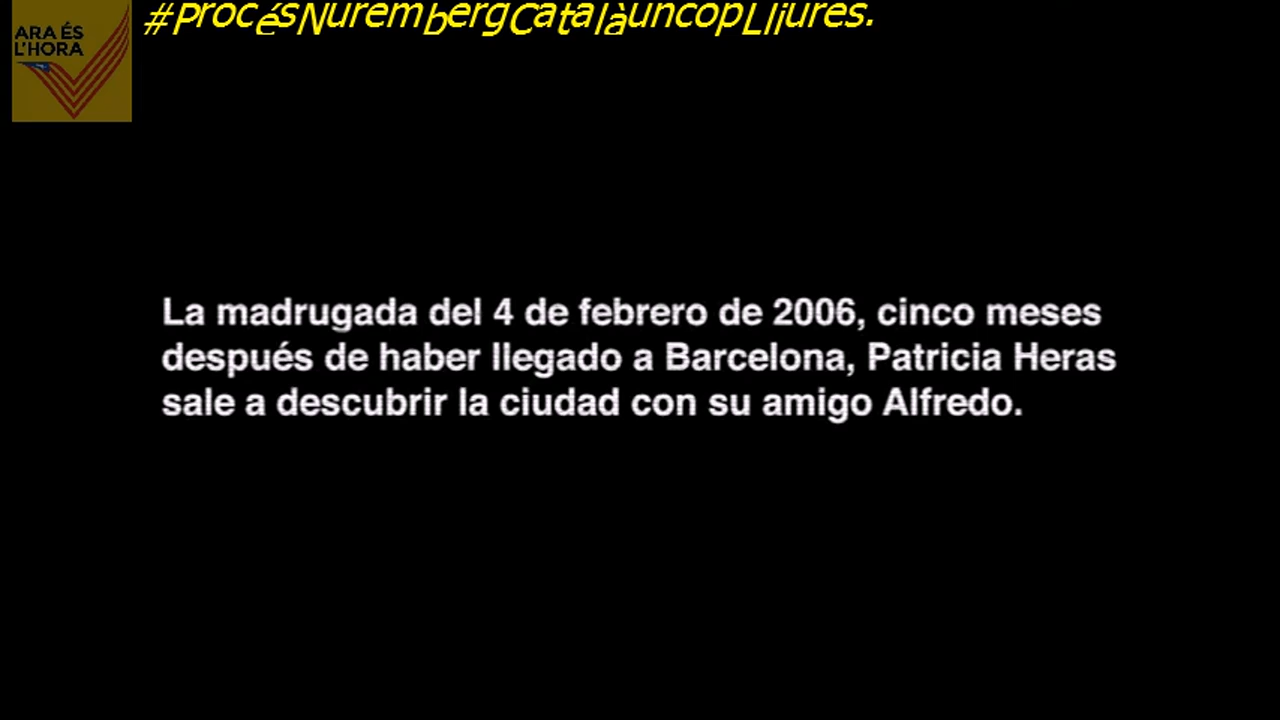 #ProcésNurembergCatalàuncopLliures.
ARA ÉS
L'HORA
La madrugada del 4 de febrero de 2006, cinco meses
después de haber llegado a Barcelona, Patricia Heras
sale a descubrir la ciudad con su amigo Alfredo.